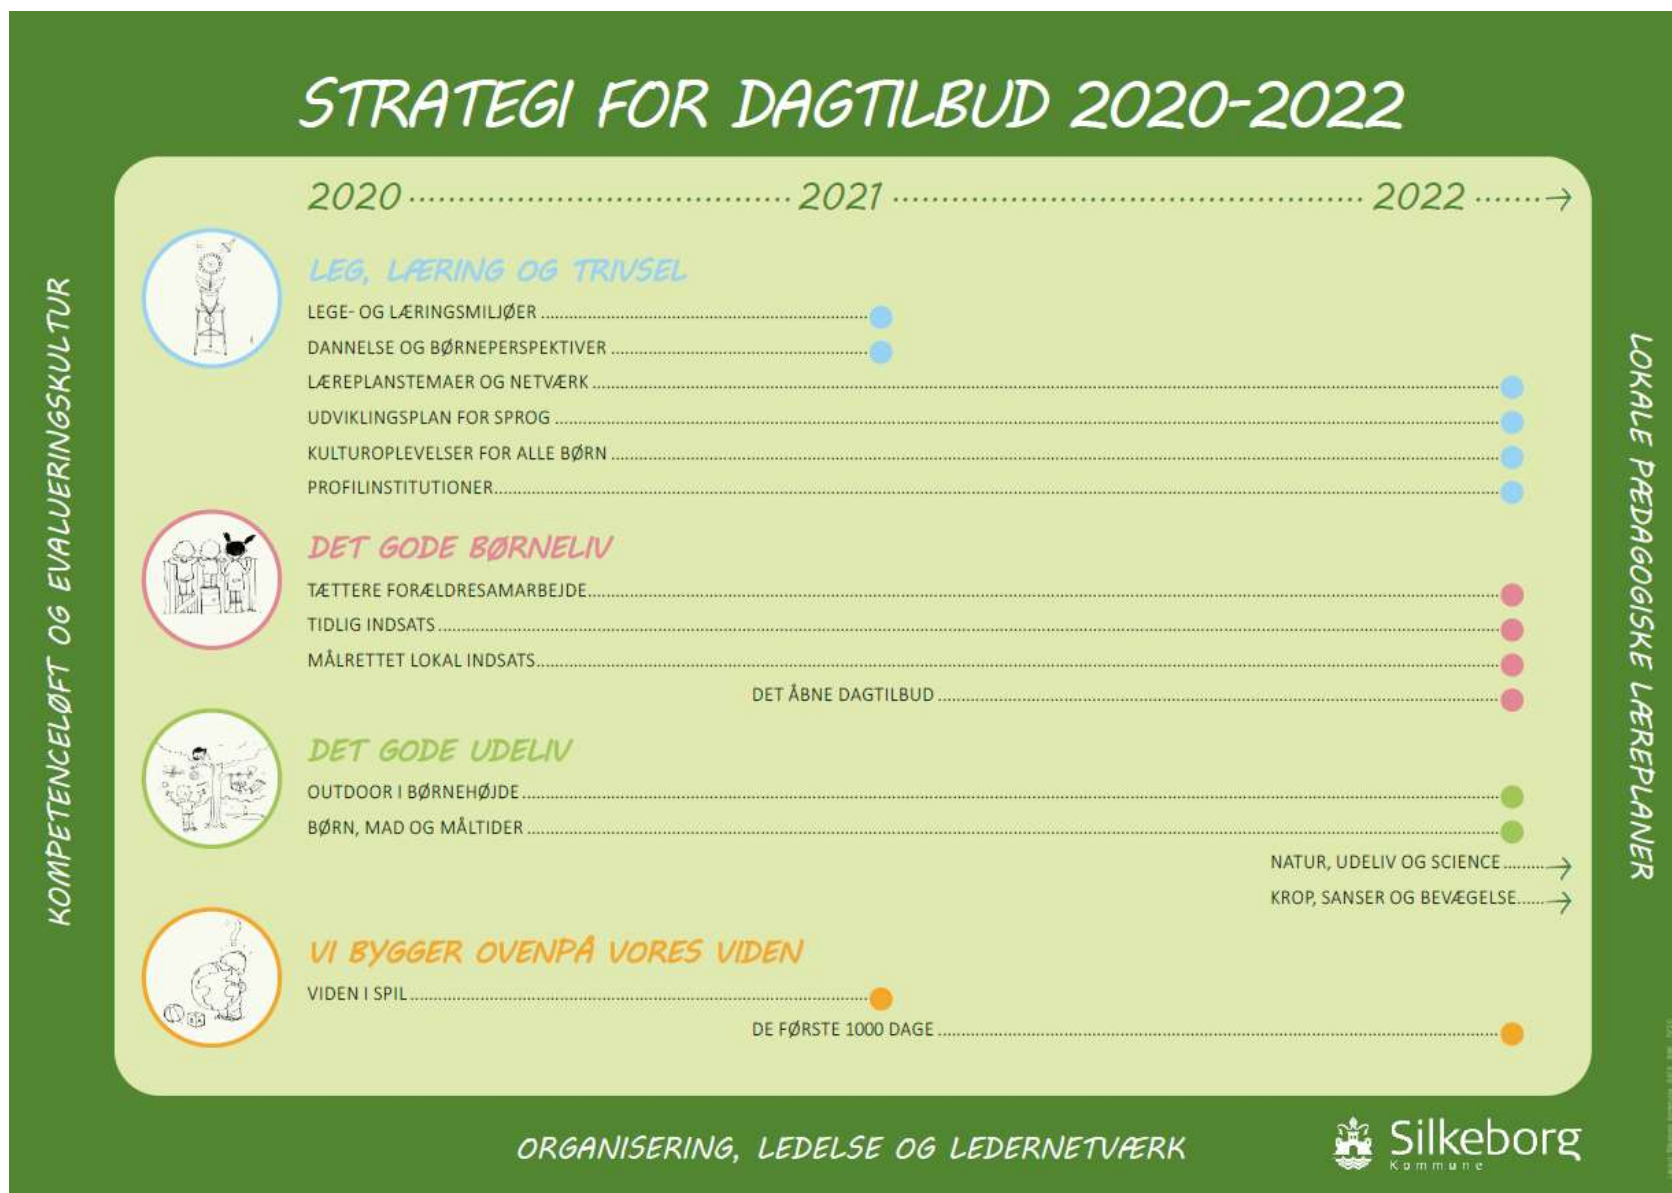 STRATEGI FOR DAGTILBUD 2020-2022
2020 ........ 2021 ........ 2022 ........
LEG, LÆRING OG TRIVSEL
LEGE- OG LÆRINGSMILJØER
DANNELSE OG BØRNEPERSPEKTIVER
LÆREPLANSTEMAER OG NETVÆRK
UDVIKLINGSPLAN FOR SPROG
KULTUROPLEVELSER FOR ALLE BØRN
PROFILINSTITUTIONER
DET GODE BØRNELIV
TÆTTERE FORÆLDRESAMARBEJDE
TIDLIG INDSATS
MÅLRETTET LOKAL INDSATS
DET ÅBNE DAGTILBUD
DET GODE UDELIV
OUTDOOR I BØRNEHØJDE
BØRN, MAD OG MÅLTIDER
NATUR, UDELIV OG SCIENCE
KROP, SANSER OG BEVÆGELSE
VI BYGGER OVENPÅ VORES VIDEN
VIDEN I SPIL
DE FØRSTE 1000 DAGE
KOMPETENCELØFT OG EVALUERINGSKULTUR
LOKALE PÆDAGOGISKE LÆREPLANER
ORGANISERING, LEDELSE OG LEDERNETVÆRK
Silkeborg
Kommune